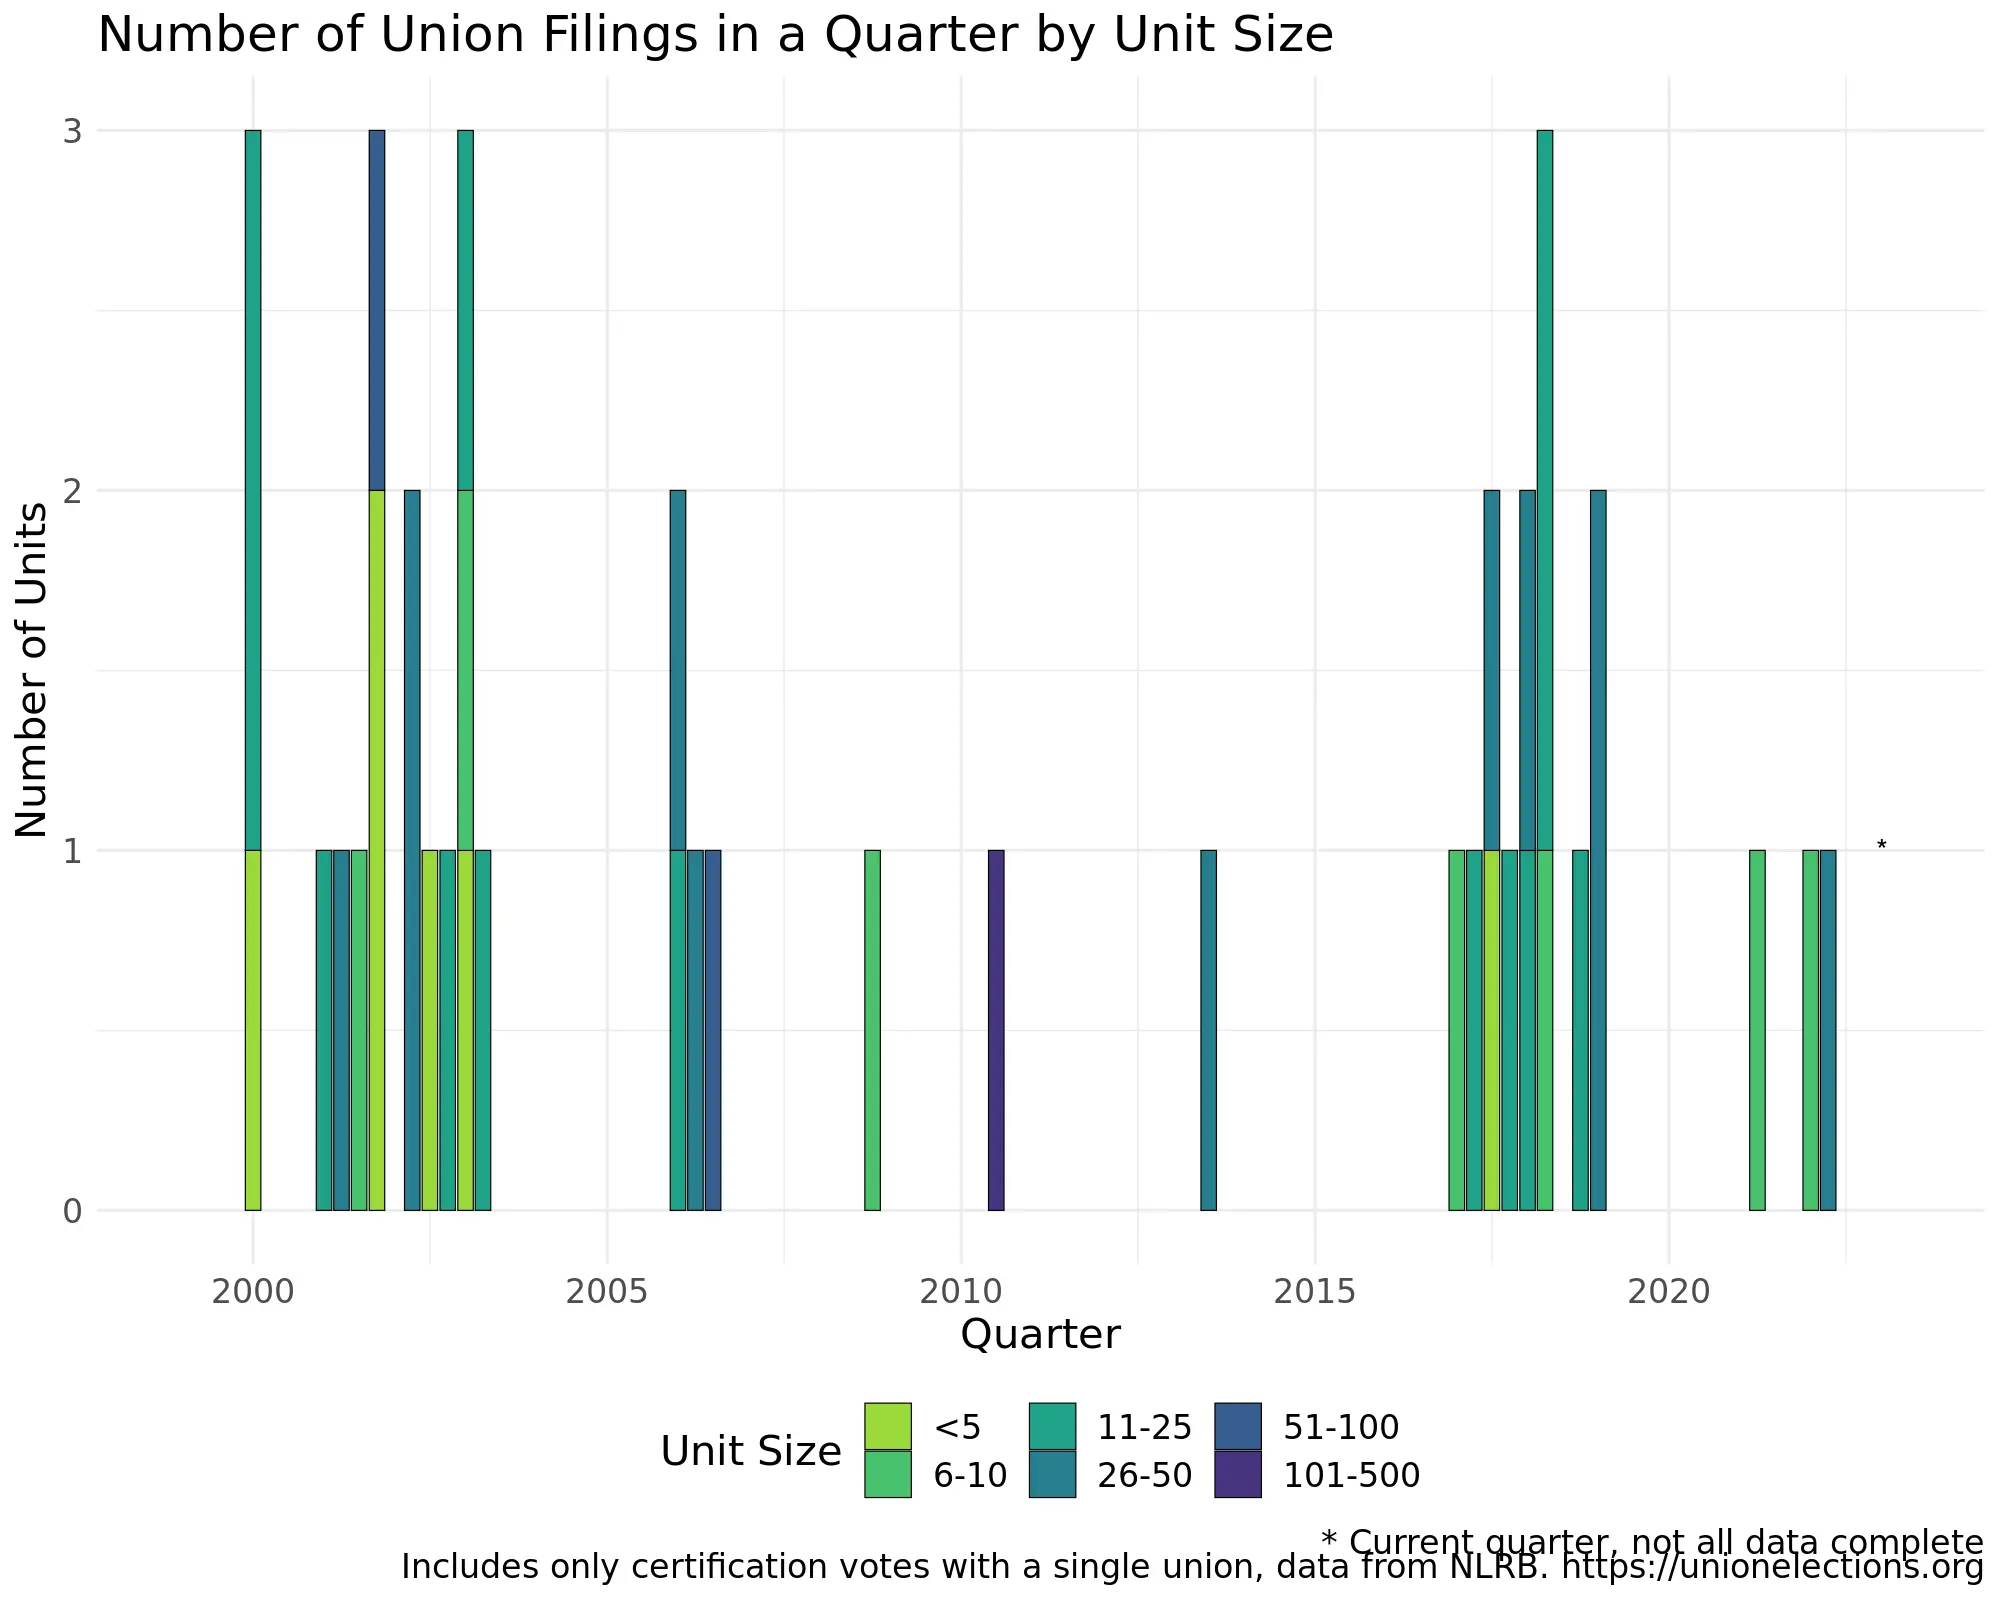 Number of Union Filings in a Quarter by Unit Size
Number of Units
3
2
1
0
*
2000 2005 2010 2015 2020
Quarter
Unit Size
<5 11-25 51-100
6-10 26-50 101-500
* Current quarter, not all data complete
Includes only certification votes with a single union, data from NLRB. https://unionelections.org